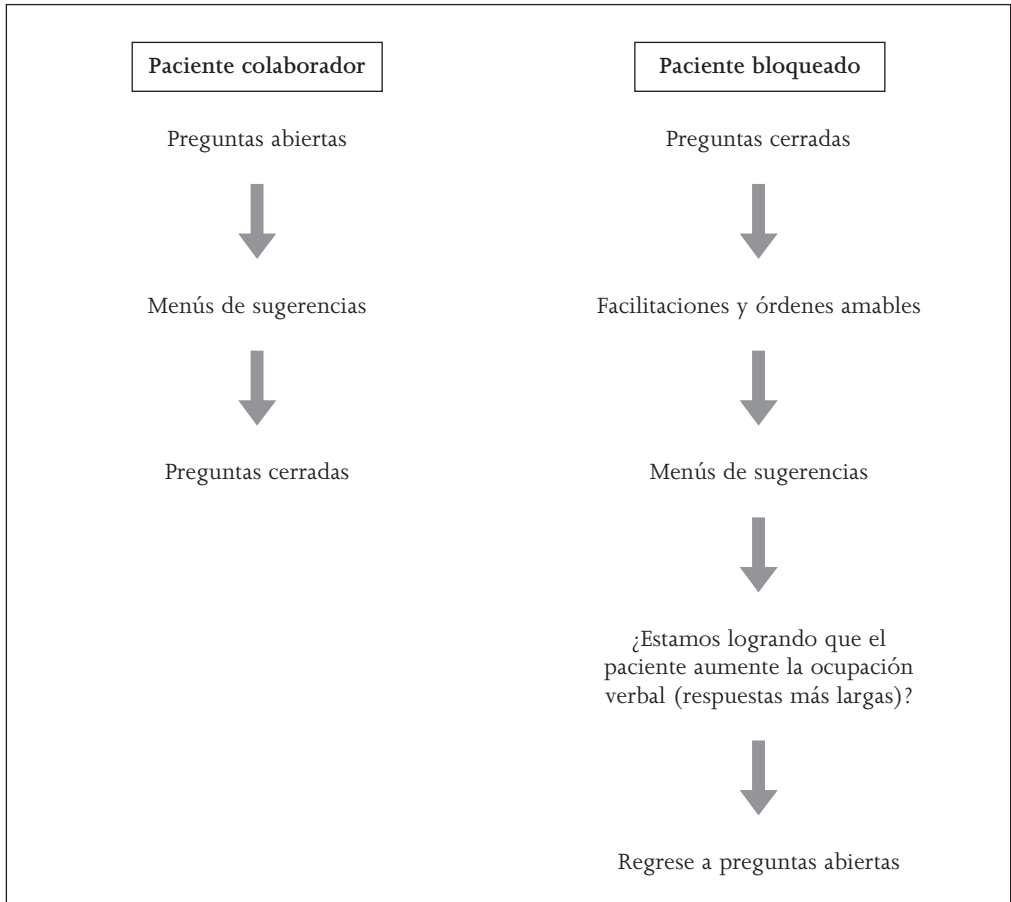 Paciente colaborador
Preguntas abiertas
Menús de sugerencias
Preguntas cerradas
Paciente bloqueado
Preguntas cerradas
Facilitaciones y órdenes amables
Menús de sugerencias
¿Estamos logrando que el
paciente aumente la ocupación
verbal (respuestas más largas)?
Regrese a preguntas abiertas